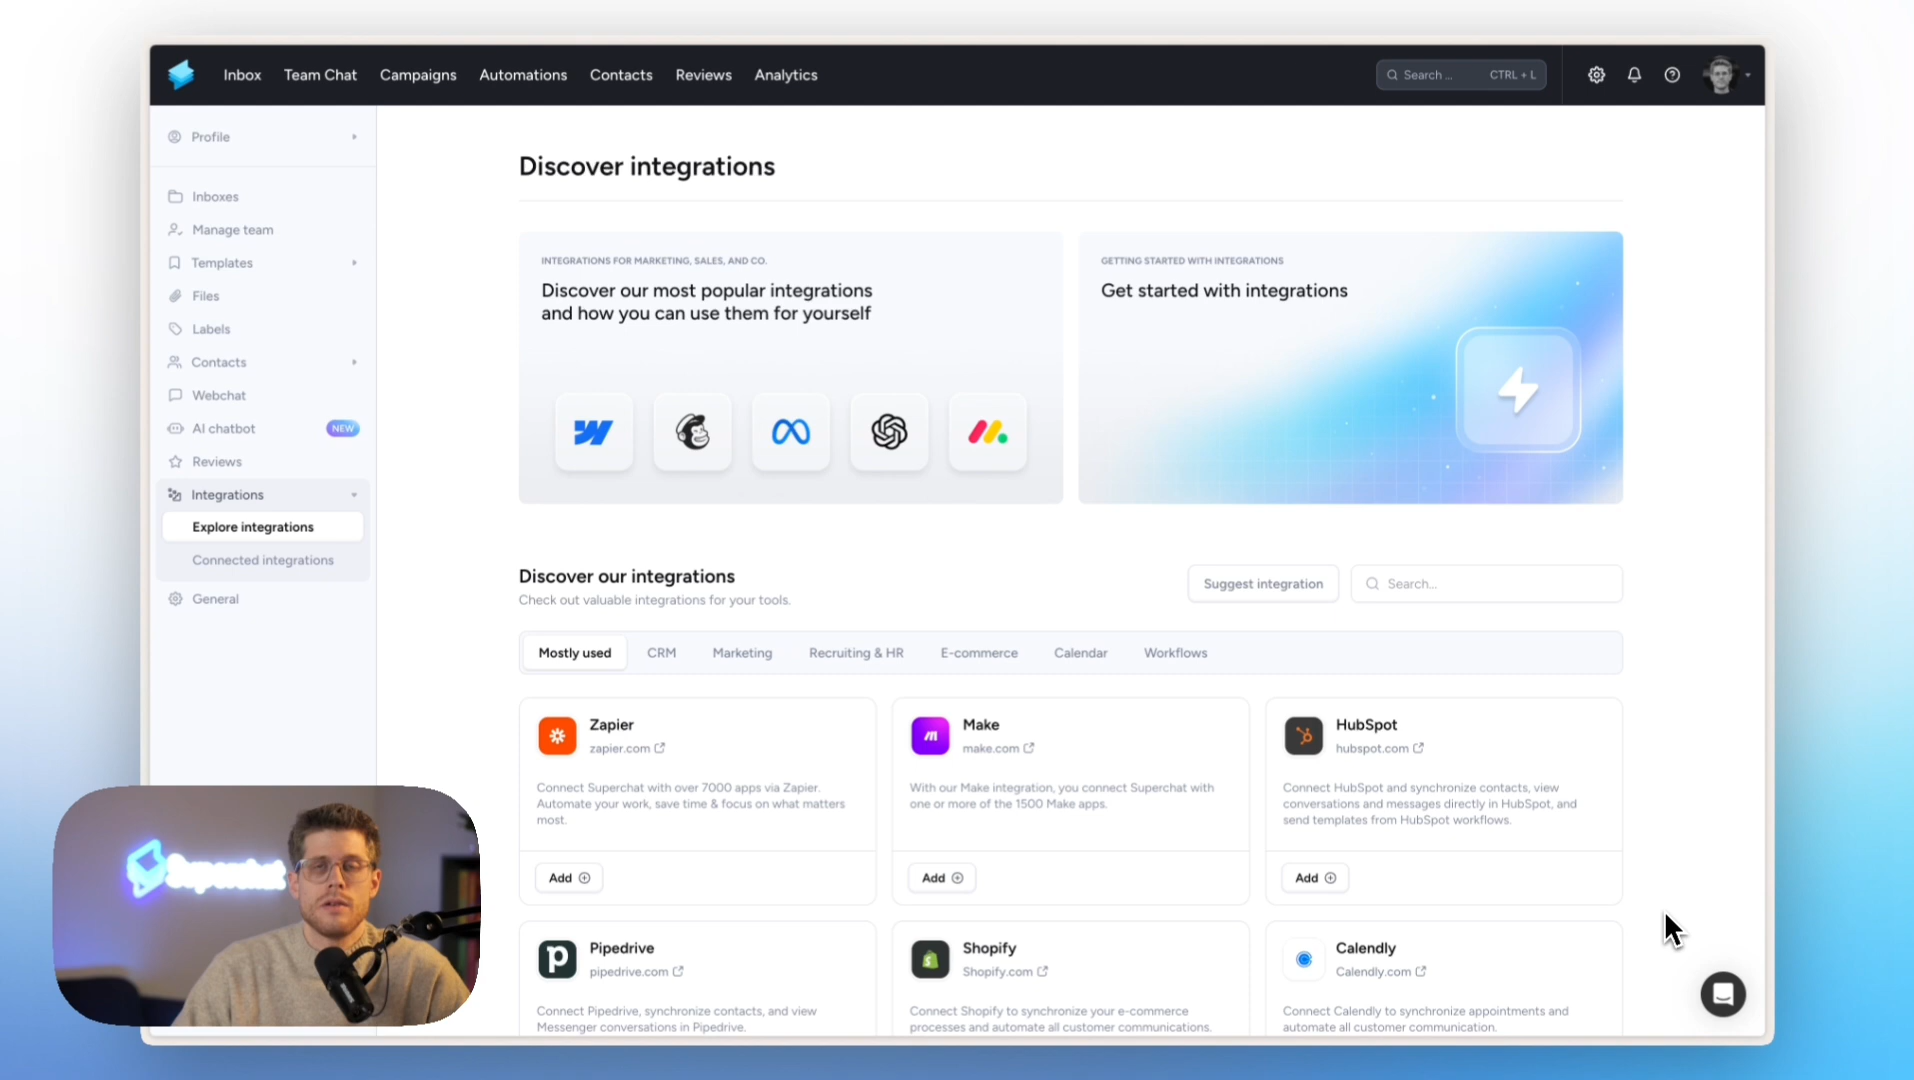 Inbox Team Chat Campaigns Automations Contacts Reviews Analytics
Search ... CTRL + L
Profile
Inboxes
Manage team
Templates
Files
Labels
Contacts
Webchat
AI chatbot NEW
Reviews
Integrations
Explore integrations
Connected integrations
General
Discover integrations
INTEGRATIONS FOR MARKETING, SALES, AND CO.
Discover our most popular integrations
and how you can use them for yourself
GETTING STARTED WITH INTEGRATIONS
Get started with integrations
Discover our integrations
Check out valuable integrations for your tools.
Suggest integration
Search...
Mostly used CRM Marketing Recruiting & HR E-commerce Calendar Workflows
Zapier
zapier.com
Connect Superchat with over 7000 apps via Zapier.
Automate your work, save time & focus on what matters
most.
Add
Make
make.com
With our Make integration, you connect Superchat with
one or more of the 1500 Make apps.
Add
HubSpot
hubspot.com
Connect HubSpot and synchronize contacts, view
conversations and messages directly in HubSpot, and
send templates from HubSpot workflows.
Add
Pipedrive
pipedrive.com
Connect Pipedrive, synchronize contacts, and view
Messenger conversations in Pipedrive.
Shopify
Shopify.com
Connect Shopify to synchronize your e-commerce
processes and automate all customer communications.
Calendly
Calendly.com
Connect Calendly to synchronize appointments and
automate all customer communication.
Superchat